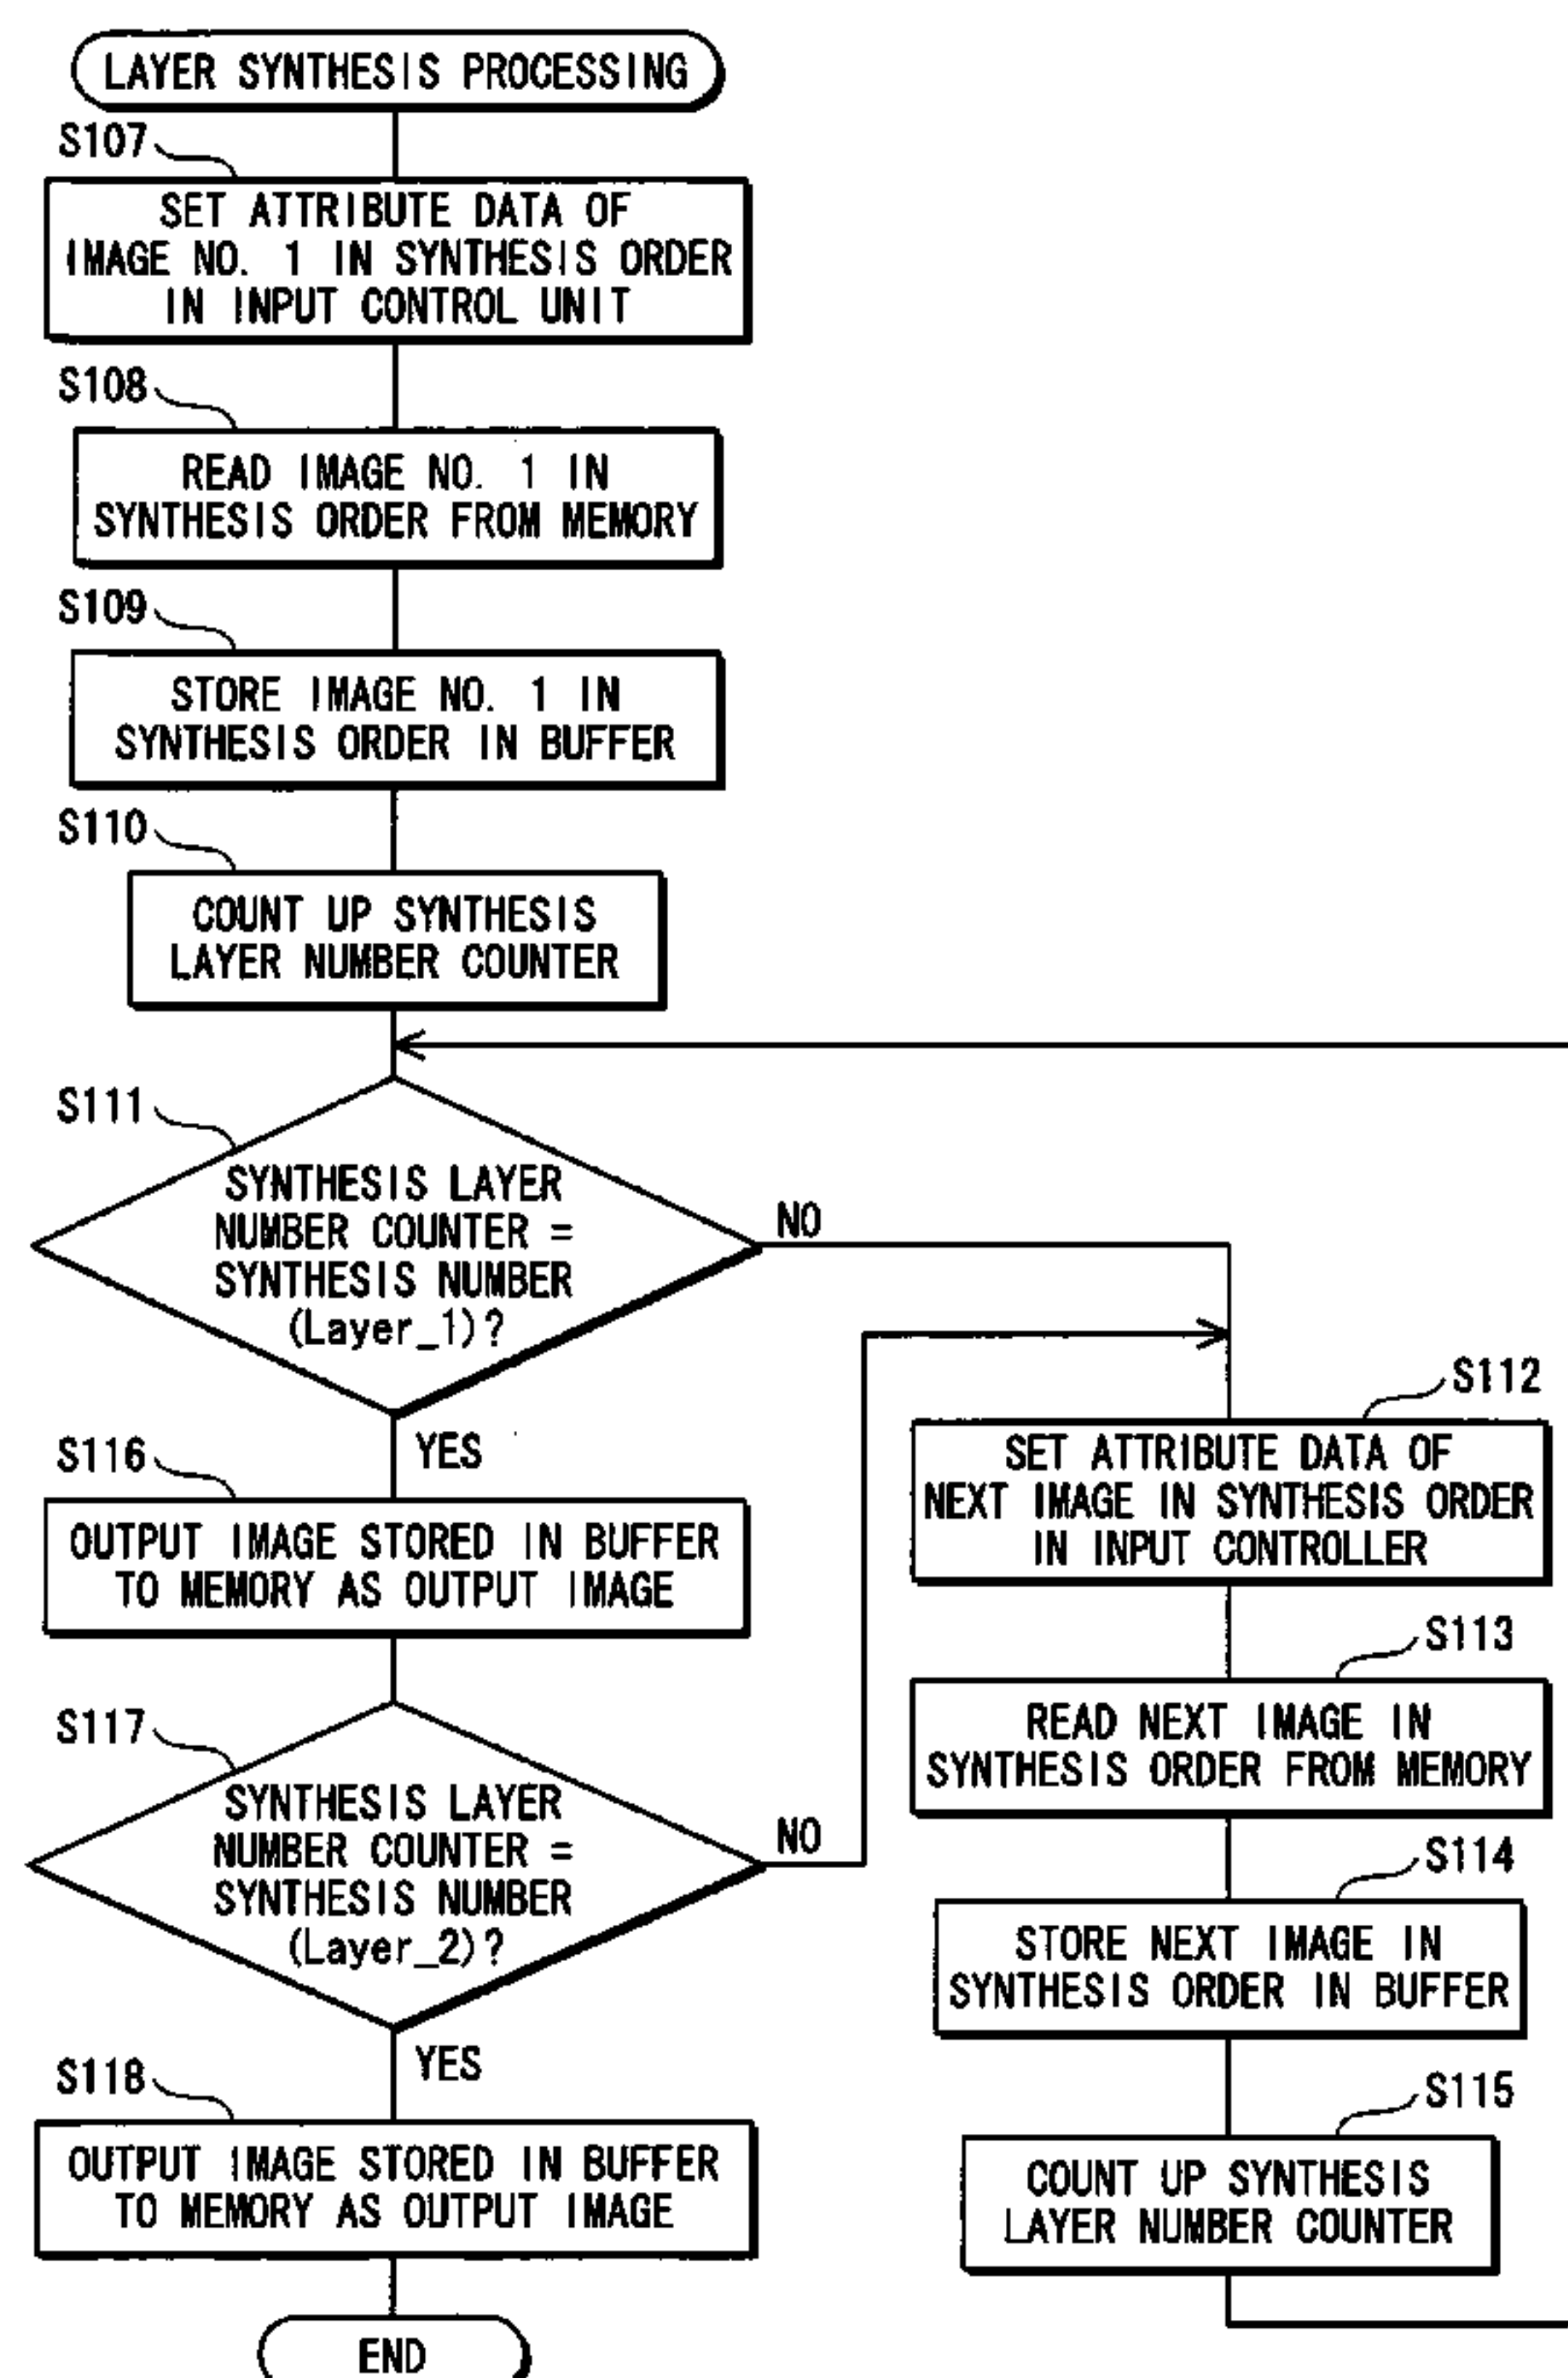 LAYER SYNTHESIS PROCESSING
S107
SET ATTRIBUTE DATA OF
IMAGE NO. 1 IN SYNTHESIS ORDER
IN INPUT CONTROL UNIT
S108
READ IMAGE NO. 1 IN
SYNTHESIS ORDER FROM MEMORY
S109
STORE IMAGE NO. 1 IN
SYNTHESIS ORDER IN BUFFER
S110
COUNT UP SYNTHESIS
LAYER NUMBER COUNTER
S111
SYNTHESIS LAYER
NUMBER COUNTER =
SYNTHESIS NUMBER
(Layer_1)?
NO
YES
S112
SET ATTRIBUTE DATA OF
NEXT IMAGE IN SYNTHESIS ORDER
IN INPUT CONTROLLER
S113
READ NEXT IMAGE IN
SYNTHESIS ORDER FROM MEMORY
S114
STORE NEXT IMAGE IN
SYNTHESIS ORDER IN BUFFER
S115
COUNT UP SYNTHESIS
LAYER NUMBER COUNTER
S116
OUTPUT IMAGE STORED IN BUFFER
TO MEMORY AS OUTPUT IMAGE
S117
SYNTHESIS LAYER
NUMBER COUNTER =
SYNTHESIS NUMBER
(Layer_2)?
NO
YES
S118
OUTPUT IMAGE STORED IN BUFFER
TO MEMORY AS OUTPUT IMAGE
END